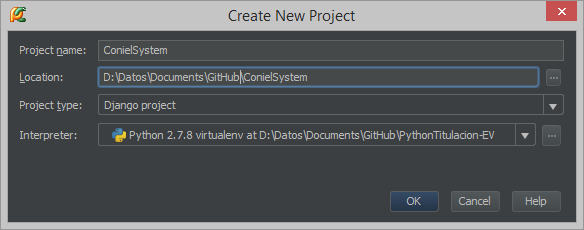 Create New Project
Project name: ConielSystem
Location: D:\Datos\Documents\GitHub\ConielSystem
Project type: Django project
Interpreter: Python 2.7.8 virtualenv at D:\Datos\Documents\GitHub\PythonTitulacion-EV
OK Cancel Help